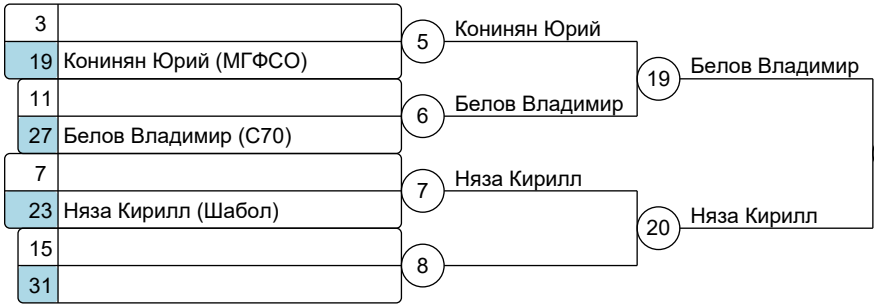 3
5
Конинян Юрий
19 Конинян Юрий (МГФСО)
19
Белов Владимир
11
6
Белов Владимир
27 Белов Владимир (С70)
7
7
Няза Кирилл
23 Няза Кирилл (Шабол)
20
Няза Кирилл
15
8
31